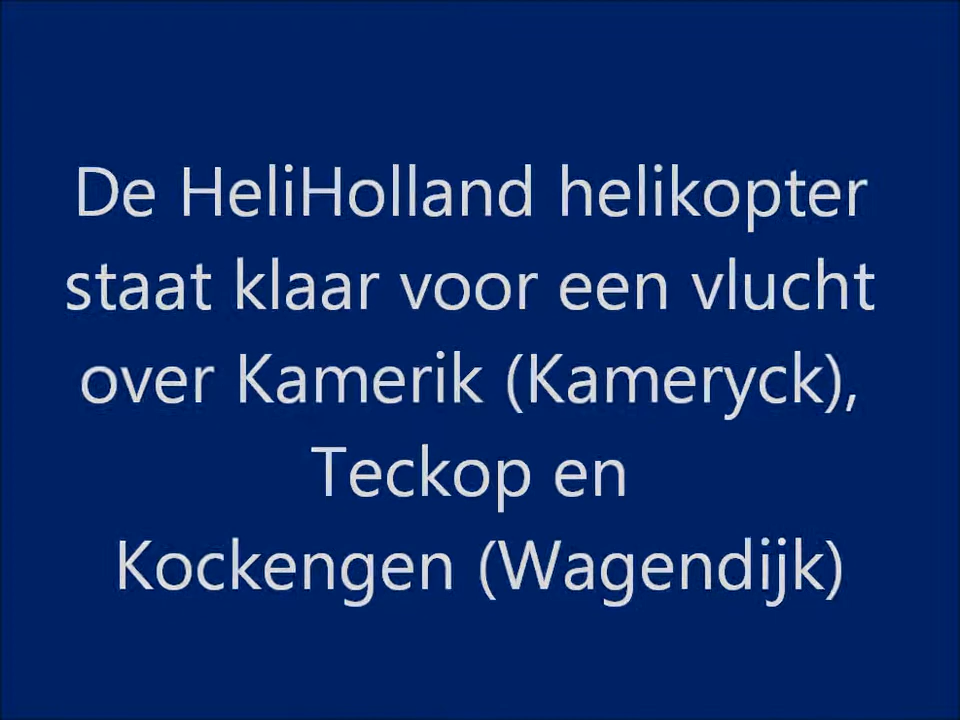 De HeliHolland helikopter
staat klaar voor een vlucht
over Kamerik (Kameryck),
Teckop en
Kockengen (Wagendijk)